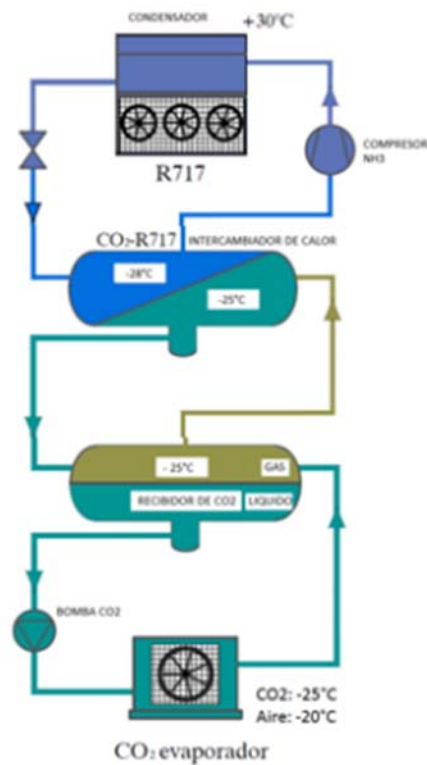 CONDENSADOR
+30°C
COMPRESOR
NH3
R717
CO₂-R717
INTERCAMBIADOR DE CALOR
-28°C
-25°C
- 25°C
GAS
RECIBIDOR DE CO2
LIQUIDO
BOMBA CO2
CO2: -25°C
Aire: -20°C
CO₂ evaporador